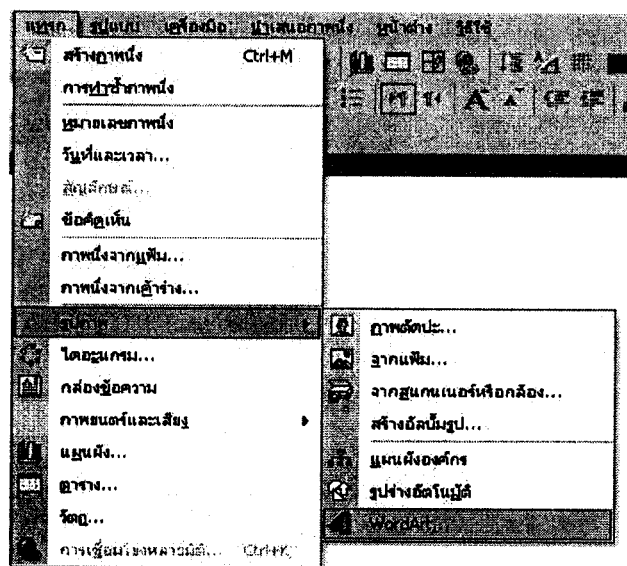 แทรก รูปแบบ เครื่องมือ นำเสนอภาพนิ่ง หน้าต่าง วิธีใช้
สร้างภาพนิ่ง Ctrl+M
การทำซ้ำภาพนิ่ง
หมายเลขภาพนิ่ง
วันที่และเวลา...
สัญลักษณ์...
ข้อคิดเห็น
ภาพนิ่งจากแฟ้ม...
ภาพนิ่งจากเค้าร่าง...
รูปภาพ
ภาพตัดปะ...
จากแฟ้ม...
จากสแกนเนอร์หรือกล้อง...
สร้างอัลบั้มรูป...
แผนผังองค์กร
รูปร่างอัตโนมัติ
WordArt...
ไดอะแกรม...
กล่องข้อความ
ภาพยนตร์และเสียง
แผนผัง...
ตาราง...
วัตถุ...
การเชื่อมโยงหลายมิติ... Ctrl+K